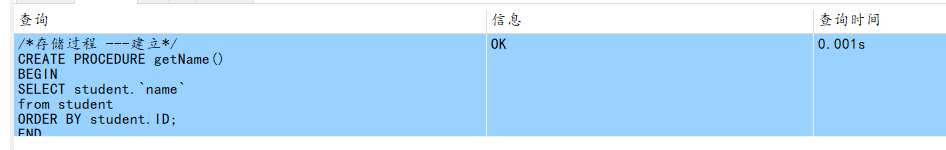 查询 信息 查询时间
/*存储过程 ---建立*/ OK 0.001s
CREATE PROCEDURE getName()
BEGIN
SELECT student.`name`
from student
ORDER BY student.ID;
END